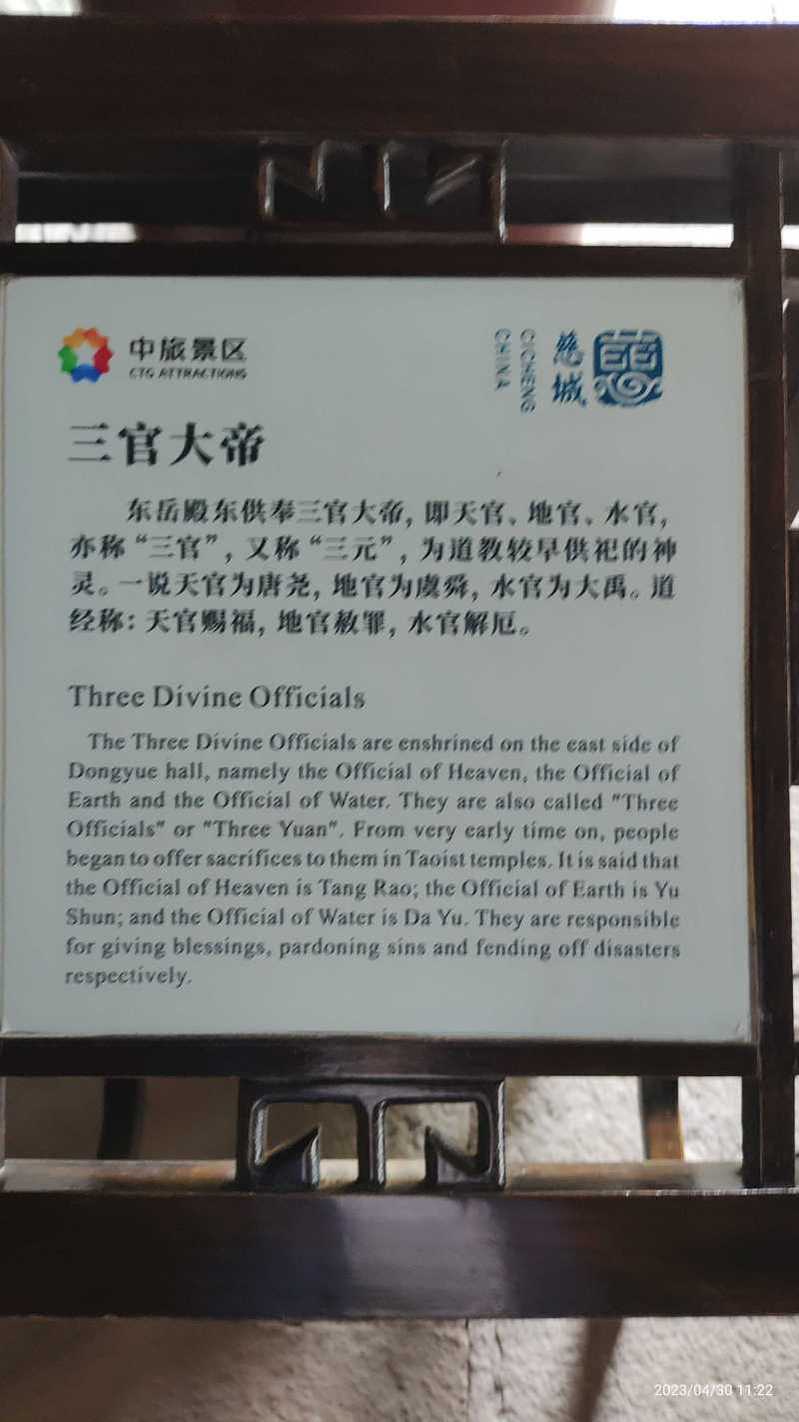 中旅景区
CTG ATTRACTIONS
CHINA
CICHENG
慈城
三官大帝
东岳殿东供奉三官大帝，即天官、地官、水官，
亦称“三官”，又称“三元”，为道教较早供祀的神
灵。一说天官为唐尧，地官为虞舜，水官为大禹。道
经称：天官赐福，地官赦罪，水官解厄。
Three Divine Officials
The Three Divine Officials are enshrined on the east side of
Dongyue hall, namely the Official of Heaven, the Official of
Earth and the Official of Water. They are also called "Three
Officials" or "Three Yuan". From very early time on, people
began to offer sacrifices to them in Taoist temples. It is said that
the Official of Heaven is Tang Rao; the Official of Earth is Yu
Shun; and the Official of Water is Da Yu. They are responsible
for giving blessings, pardoning sins and fending off disasters
respectively.
2023/04/30 11:22